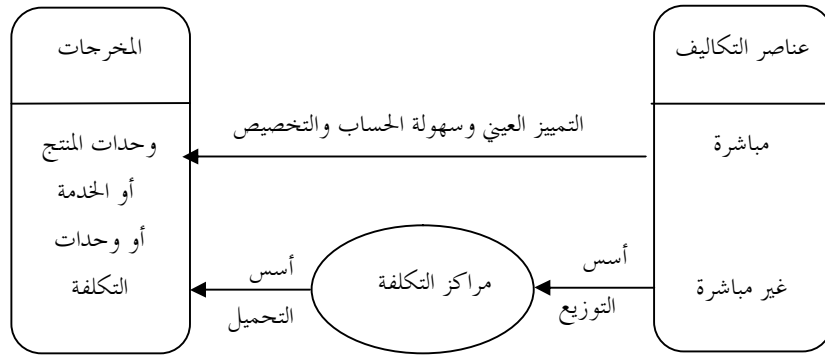 عناصر التكاليف
المخرجات
مباشرة
التمييز العيني وسهولة الحساب والتخصيص
وحدات المنتج
أو الخدمة
أو وحدات
التكلفة
غير مباشرة
أسس
التوزيع
مراكز التكلفة
أسس
التحميل